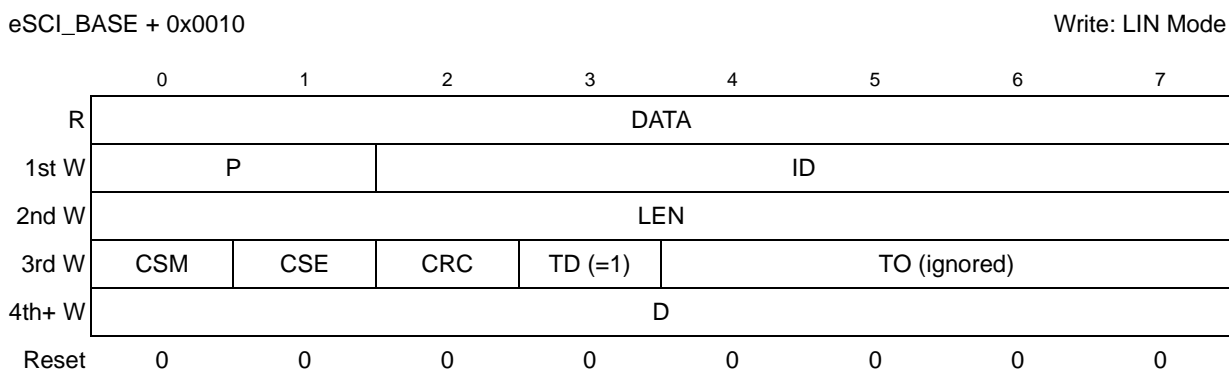 eSCI_BASE + 0x0010 Write: LIN Mode
0 1 2 3 4 5 6 7
R DATA
1st W P ID
2nd W LEN
3rd W CSM CSE CRC TD (=1) TO (ignored)
4th+ W D
Reset 0 0 0 0 0 0 0 0